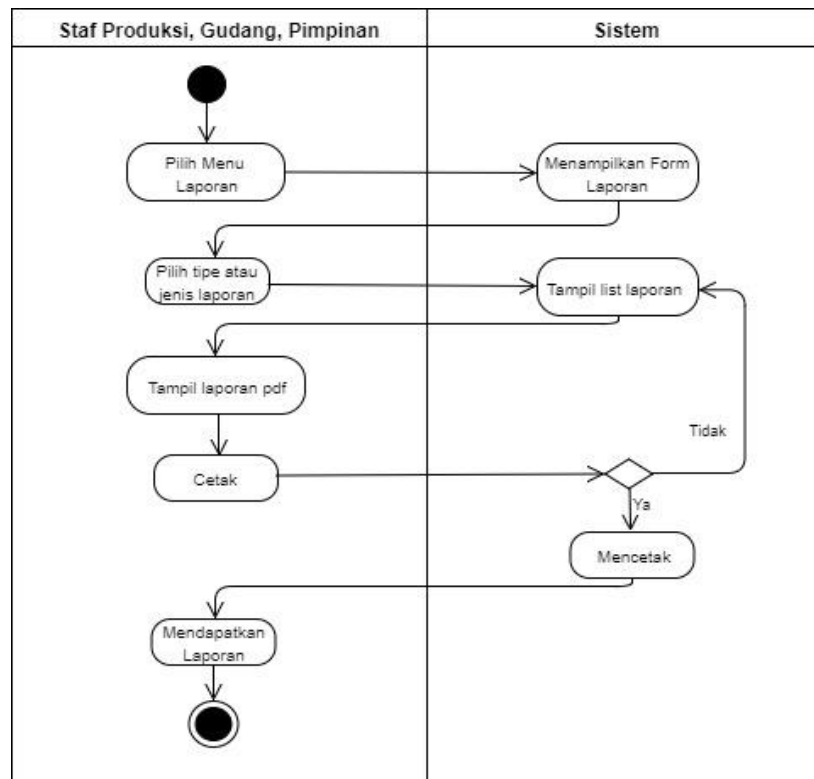 Staf Produksi, Gudang, Pimpinan
Sistem
Pilih Menu
Laporan
Menampilkan Form
Laporan
Pilih tipe atau
jenis laporan
Tampil list laporan
Tampil laporan pdf
Tidak
Cetak
Ya
Mencetak
Mendapatkan
Laporan